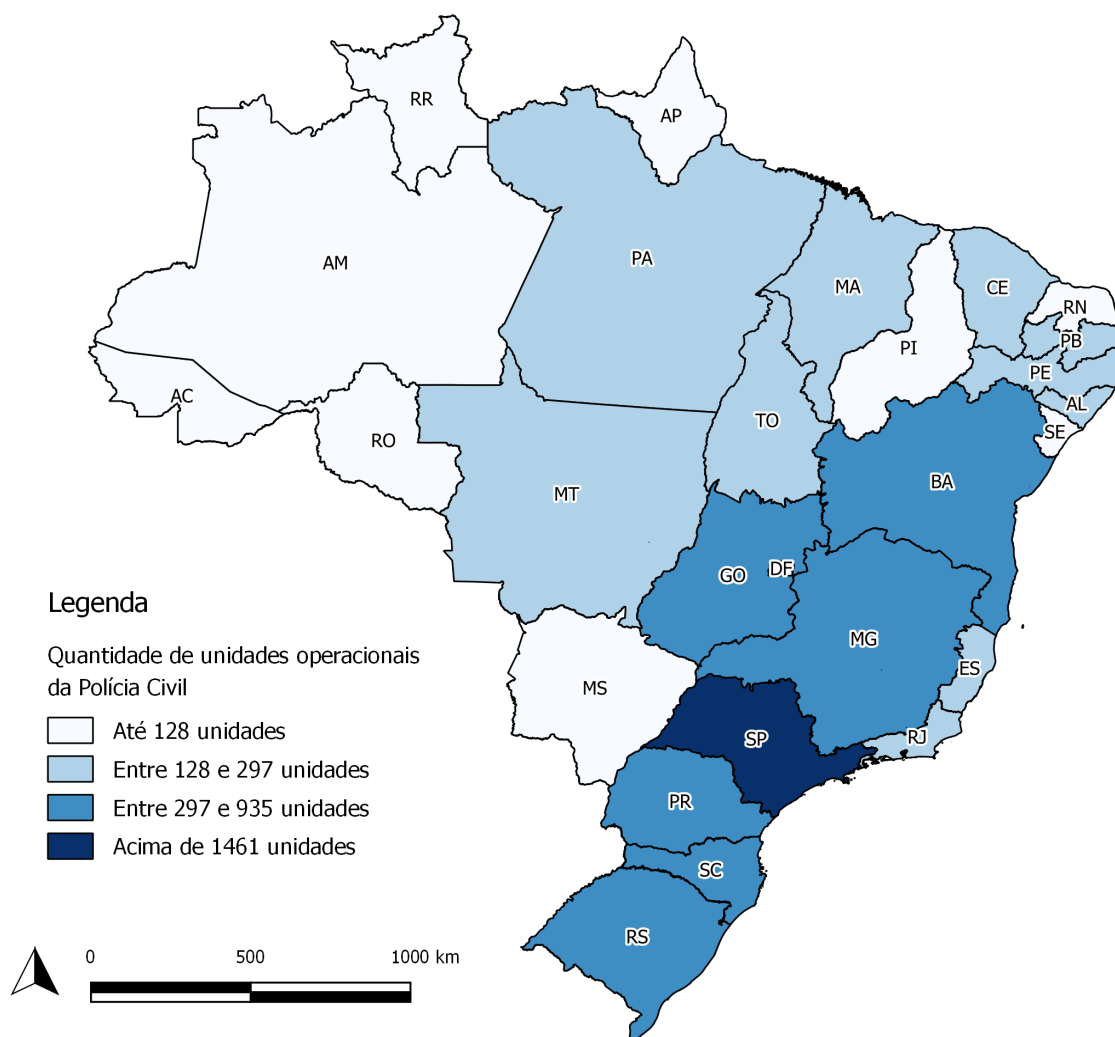 RR
AP
AM
PA
MA
CE
RN
PB
PI
PE
AC
AL
TO
SE
RO
BA
MT
GO
DF
MG
ES
MS
RJ
SP
PR
SC
RS
Legenda
Quantidade de unidades operacionais
da Polícia Civil
Até 128 unidades
Entre 128 e 297 unidades
Entre 297 e 935 unidades
Acima de 1461 unidades
0 500 1000 km